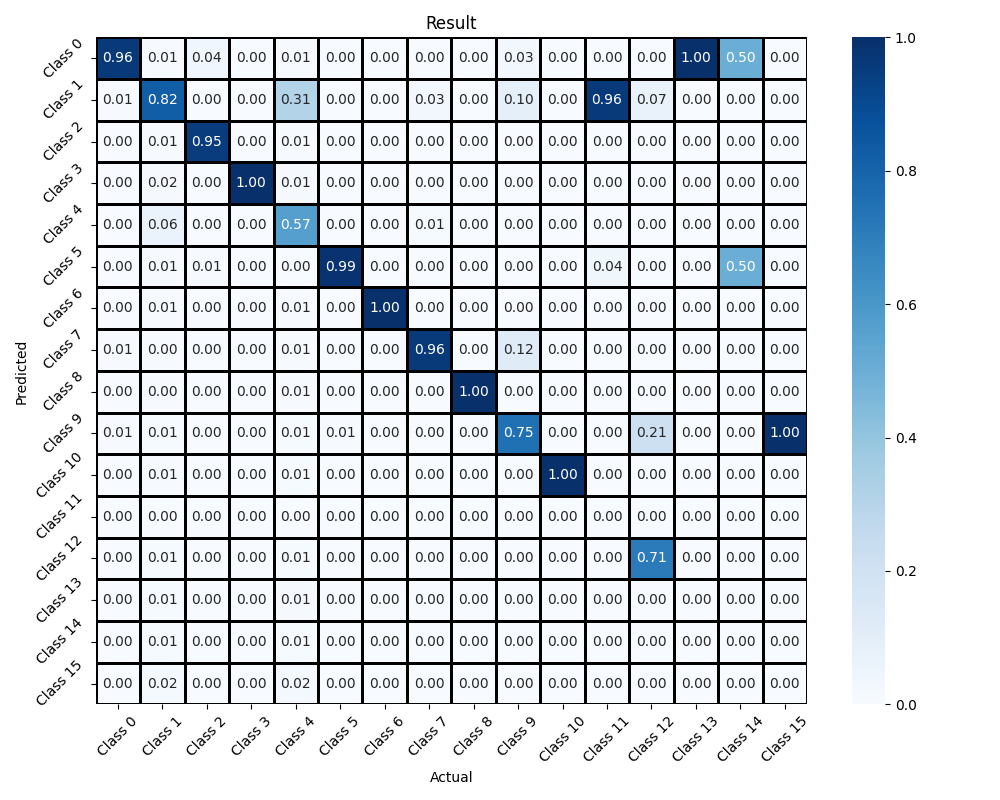 Result
Class 0 0.96 0.01 0.04 0.00 0.01 0.00 0.00 0.00 0.00 0.03 0.00 0.00 0.00 1.00 0.50 0.00
Class 1 0.01 0.82 0.00 0.00 0.31 0.00 0.00 0.03 0.00 0.10 0.00 0.96 0.07 0.00 0.00 0.00
Class 2 0.00 0.01 0.95 0.00 0.01 0.00 0.00 0.00 0.00 0.00 0.00 0.00 0.00 0.00 0.00 0.00
Class 3 0.00 0.02 0.00 1.00 0.01 0.00 0.00 0.00 0.00 0.00 0.00 0.00 0.00 0.00 0.00 0.00
Class 4 0.00 0.06 0.00 0.00 0.57 0.00 0.00 0.01 0.00 0.00 0.00 0.00 0.00 0.00 0.00 0.00
Class 5 0.00 0.01 0.01 0.00 0.00 0.99 0.00 0.00 0.00 0.00 0.00 0.04 0.00 0.00 0.50 0.00
Class 6 0.00 0.01 0.00 0.00 0.01 0.00 1.00 0.00 0.00 0.00 0.00 0.00 0.00 0.00 0.00 0.00
Class 7 0.01 0.00 0.00 0.00 0.01 0.00 0.00 0.96 0.00 0.12 0.00 0.00 0.00 0.00 0.00 0.00
Class 8 0.00 0.00 0.00 0.00 0.01 0.00 0.00 0.00 1.00 0.00 0.00 0.00 0.00 0.00 0.00 0.00
Class 9 0.01 0.01 0.00 0.00 0.01 0.01 0.00 0.00 0.00 0.75 0.00 0.00 0.21 0.00 0.00 1.00
Class 10 0.00 0.01 0.00 0.00 0.01 0.00 0.00 0.00 0.00 0.00 1.00 0.00 0.00 0.00 0.00 0.00
Class 11 0.00 0.00 0.00 0.00 0.00 0.00 0.00 0.00 0.00 0.00 0.00 0.00 0.00 0.00 0.00 0.00
Class 12 0.00 0.01 0.00 0.00 0.01 0.00 0.00 0.00 0.00 0.00 0.00 0.00 0.71 0.00 0.00 0.00
Class 13 0.00 0.01 0.00 0.00 0.01 0.00 0.00 0.00 0.00 0.00 0.00 0.00 0.00 0.00 0.00 0.00
Class 14 0.00 0.01 0.00 0.00 0.01 0.00 0.00 0.00 0.00 0.00 0.00 0.00 0.00 0.00 0.00 0.00
Class 15 0.00 0.02 0.00 0.00 0.02 0.00 0.00 0.00 0.00 0.00 0.00 0.00 0.00 0.00 0.00 0.00
Class 0 Class 1 Class 2 Class 3 Class 4 Class 5 Class 6 Class 7 Class 8 Class 9 Class 10 Class 11 Class 12 Class 13 Class 14 Class 15
Predicted
Actual
1.0
0.8
0.6
0.4
0.2
0.0